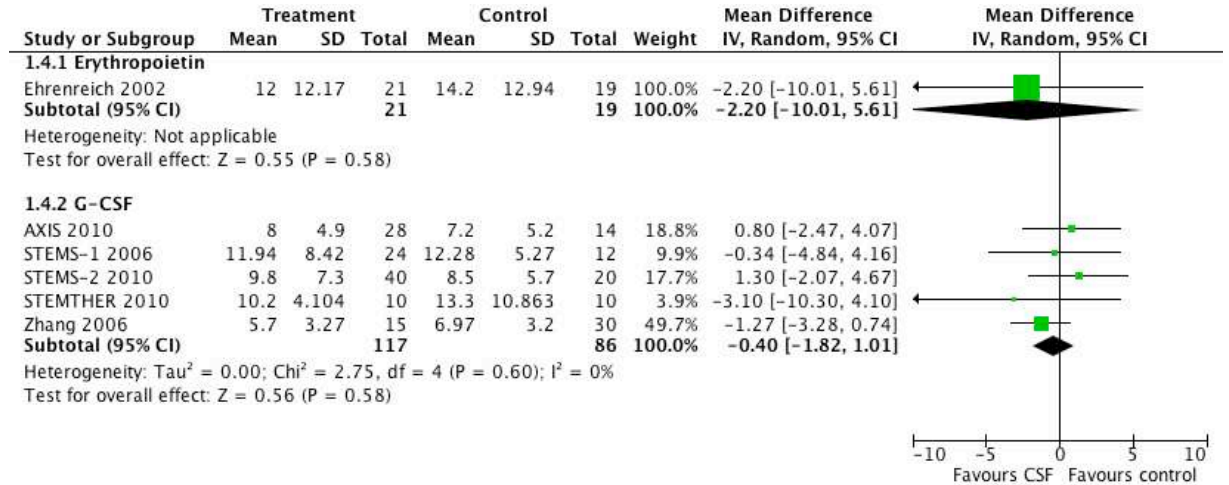 Treatment Control Mean Difference Mean Difference
Study or Subgroup Mean SD Total Mean SD Total Weight IV, Random, 95% CI IV, Random, 95% CI
1.4.1 Erythropoietin
Ehrenreich 2002 12 12.17 21 14.2 12.94 19 100.0% -2.20 [-10.01, 5.61]
Subtotal (95% CI) 21 19 100.0% -2.20 [-10.01, 5.61]
Heterogeneity: Not applicable
Test for overall effect: Z = 0.55 (P = 0.58)
1.4.2 G-CSF
AXIS 2010 8 4.9 28 7.2 5.2 14 18.8% 0.80 [-2.47, 4.07]
STEMS-1 2006 11.94 8.42 24 12.28 5.27 12 9.9% -0.34 [-4.84, 4.16]
STEMS-2 2010 9.8 7.3 40 8.5 5.7 20 17.7% 1.30 [-2.07, 4.67]
STEMTHER 2010 10.2 4.104 10 13.3 10.863 10 3.9% -3.10 [-10.30, 4.10]
Zhang 2006 5.7 3.27 15 6.97 3.2 30 49.7% -1.27 [-3.28, 0.74]
Subtotal (95% CI) 117 86 100.0% -0.40 [-1.82, 1.01]
Heterogeneity: Tau² = 0.00; Chi² = 2.75, df = 4 (P = 0.60); I² = 0%
Test for overall effect: Z = 0.56 (P = 0.58)
-10 -5 0 5 10
Favours CSF Favours control